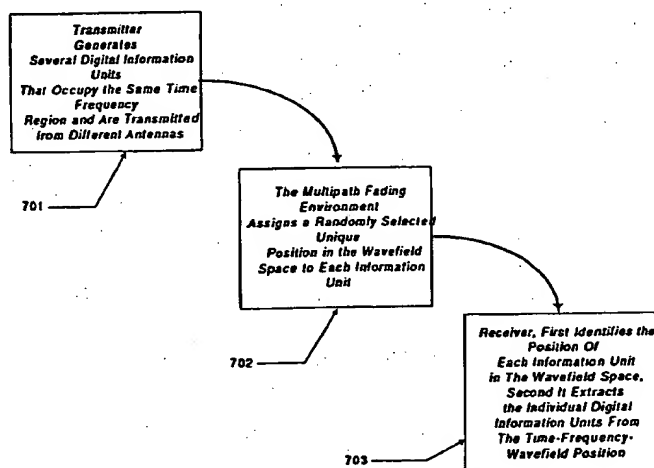 Transmitter
Generates
Several Digital Information
Units
That Occupy the Same Time
Frequency
Region and Are Transmitted
from Different Antennas
701
The Multipath Fading
Environment
Assigns a Randomly Selected
Unique
Position in the Wavefield
Space to Each Information
Unit
702
Receiver, First Identifies the
Position Of
Each Information Unit
in The Wavefield Space,
Second It Extracts
the Individual Digital
Information Units From
The Time-Frequency-
Wavefield Position
703